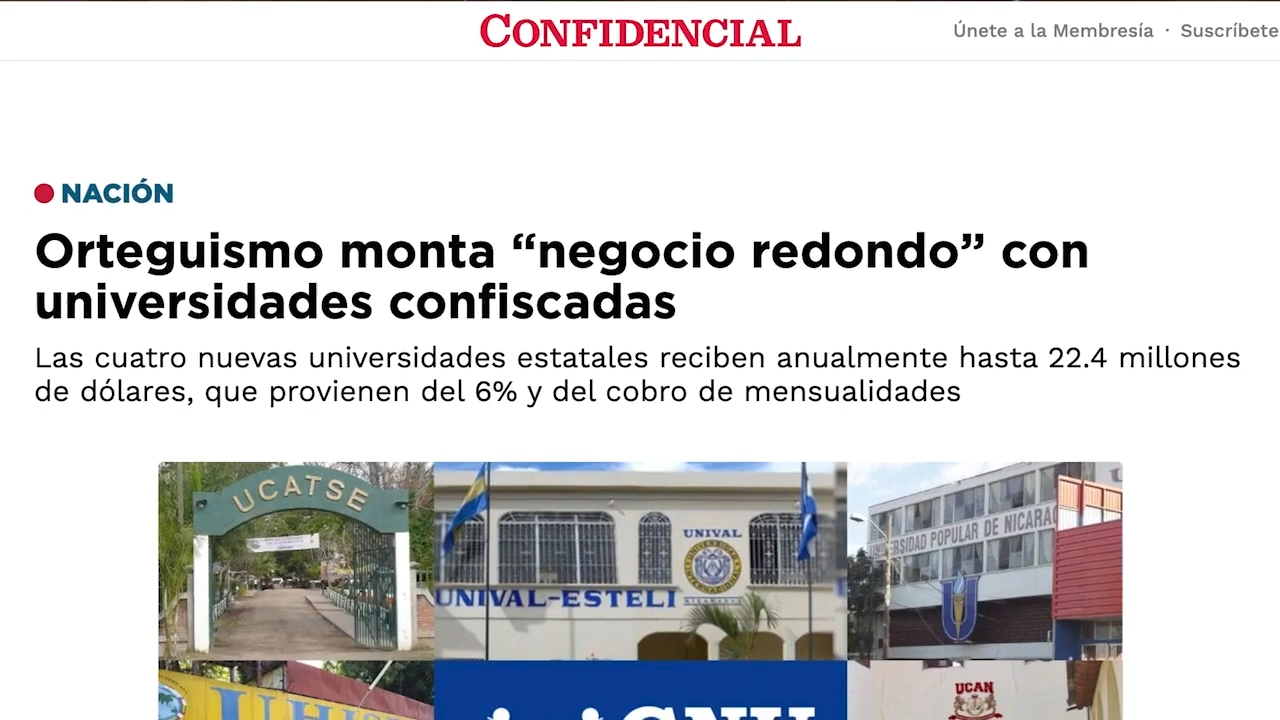 CONFIDENCIAL
Únete a la Membresía · Suscríbete
NACIÓN
Orteguismo monta “negocio redondo” con
universidades confiscadas
Las cuatro nuevas universidades estatales reciben anualmente hasta 22.4 millones
de dólares, que provienen del 6% y del cobro de mensualidades
UCATSE
UNIVAL
UNIVAL-ESTELI
POPULAR DE
UCAN